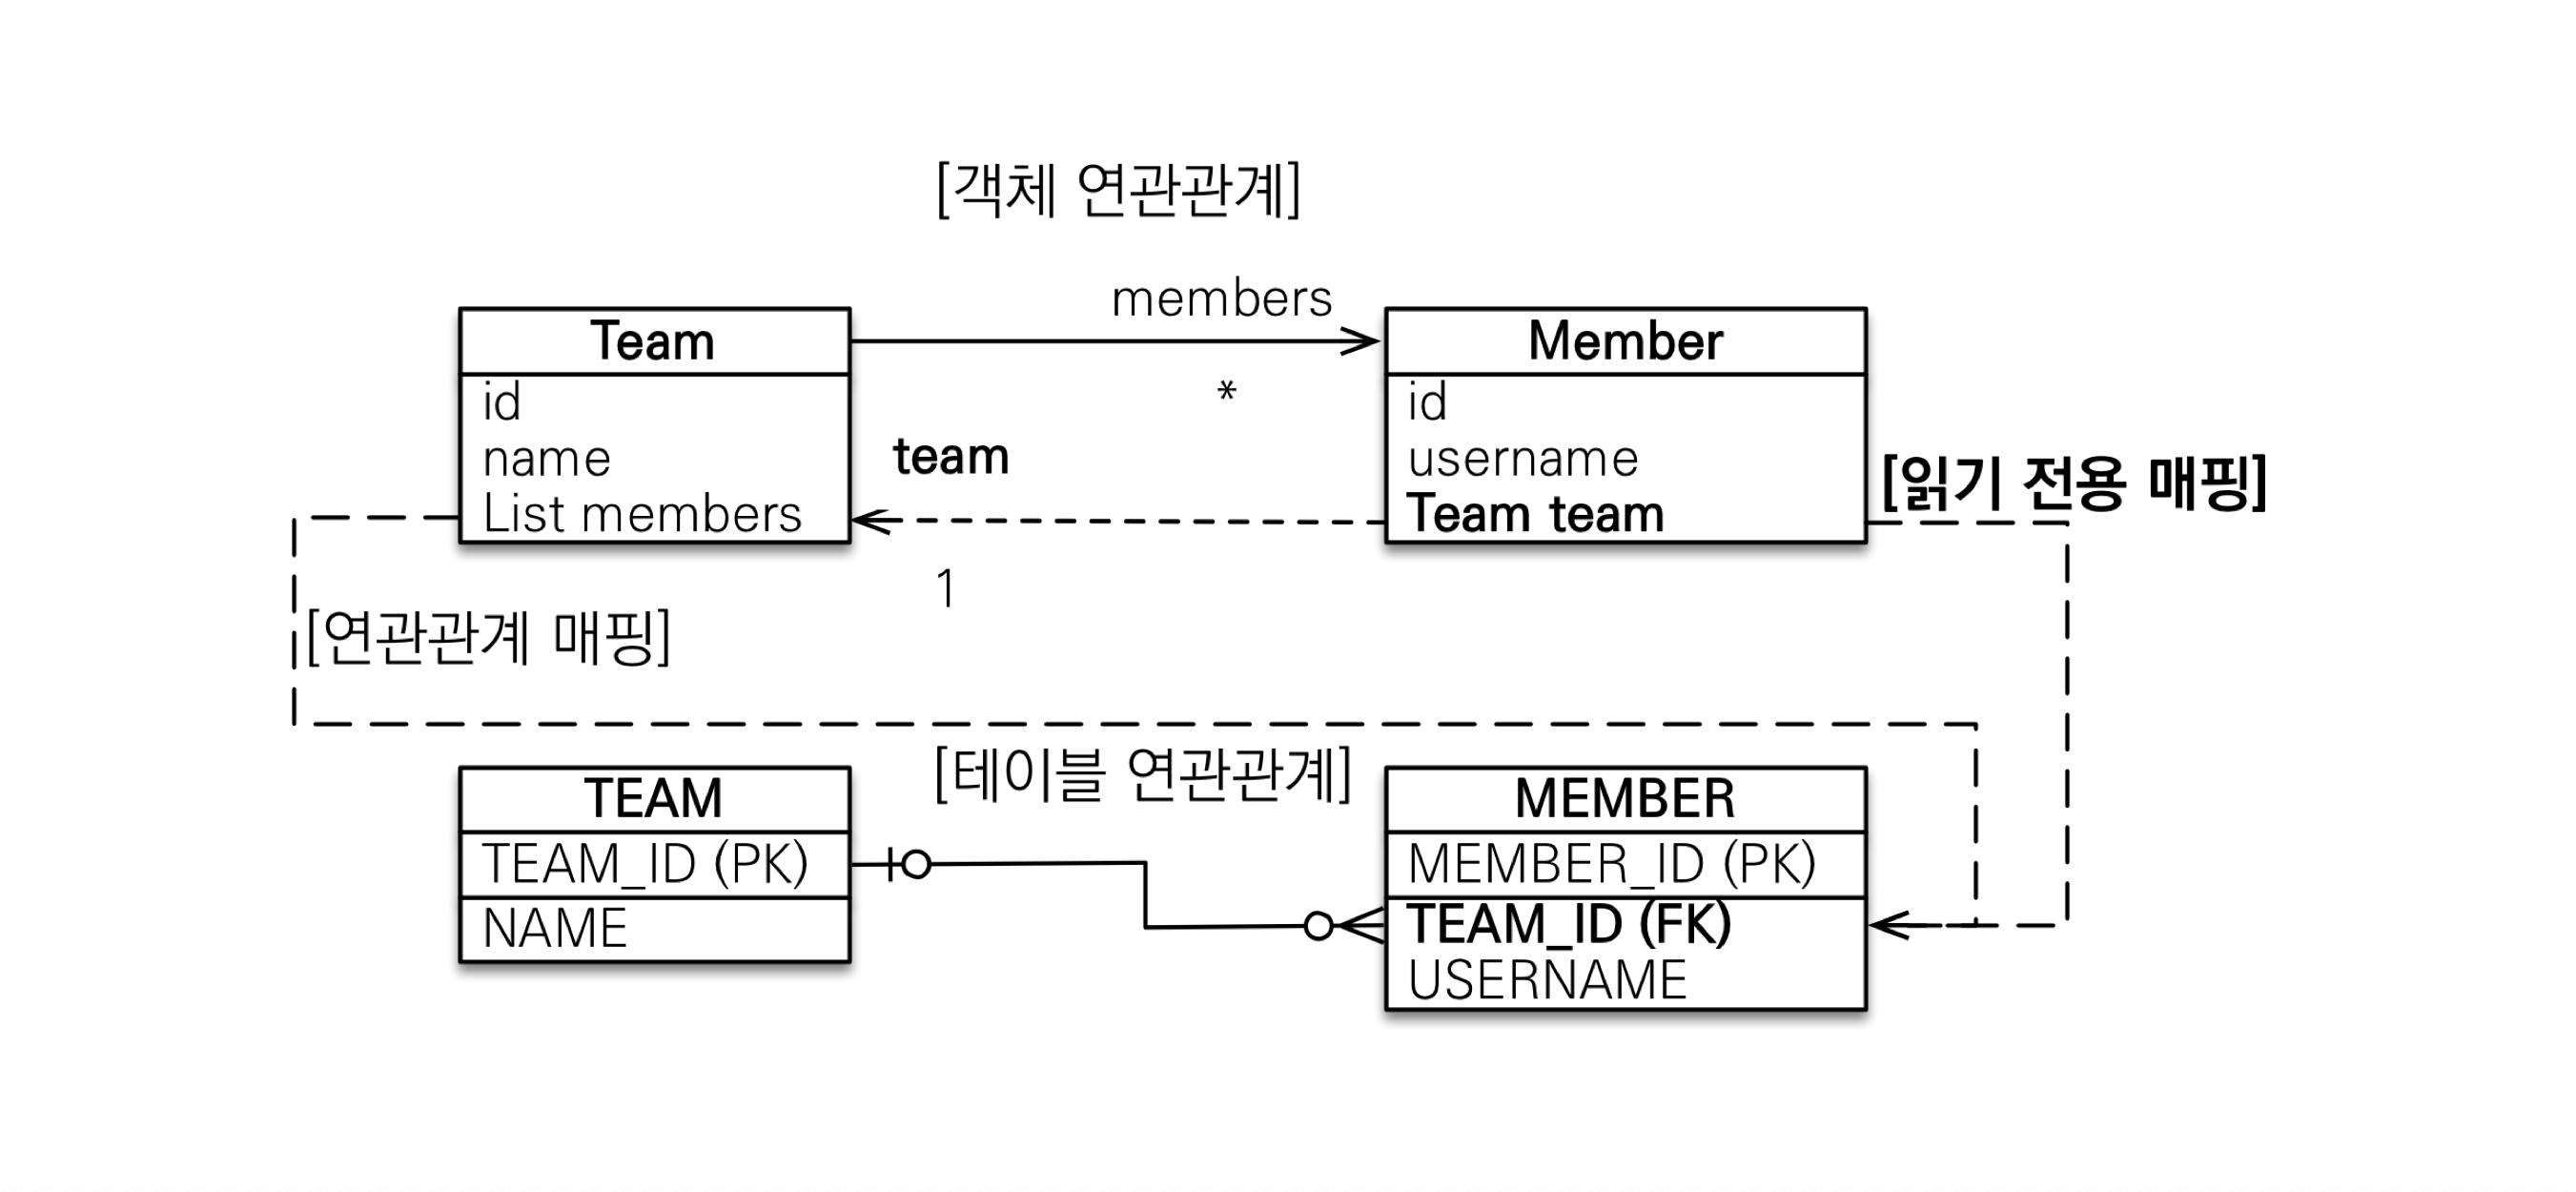 [객체 연관관계]
members
Team
id
name
List members
*
team
1
Member
id
username
Team team
[읽기 전용 매핑]
[연관관계 매핑]
[테이블 연관관계]
TEAM
TEAM_ID (PK)
NAME
MEMBER
MEMBER_ID (PK)
TEAM_ID (FK)
USERNAME